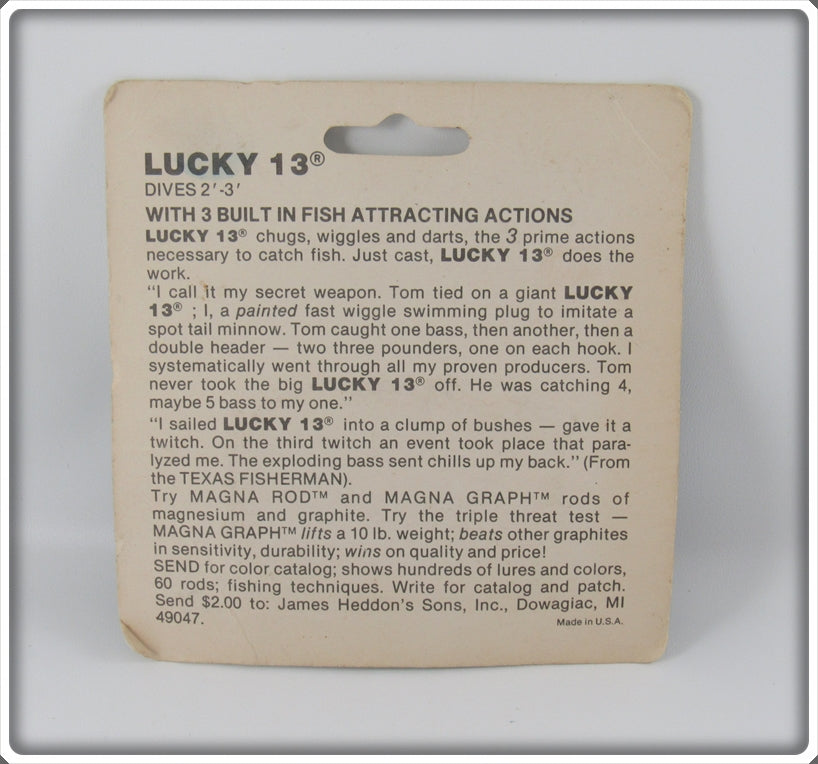 LUCKY 13®
DIVES 2'-3'
WITH 3 BUILT IN FISH ATTRACTING ACTIONS
LUCKY 13® chugs, wiggles and darts, the 3 prime actions
necessary to catch fish. Just cast, LUCKY 13® does the
work.
"I call it my secret weapon. Tom tied on a giant LUCKY
13® ; I, a painted fast wiggle swimming plug to imitate a
spot tail minnow. Tom caught one bass, then another, then a
double header — two three pounders, one on each hook. I
systematically went through all my proven producers. Tom
never took the big LUCKY 13® off. He was catching 4,
maybe 5 bass to my one."
"I sailed LUCKY 13® into a clump of bushes — gave it a
twitch. On the third twitch an event took place that para-
lyzed me. The exploding bass sent chills up my back." (From
the TEXAS FISHERMAN).
Try MAGNA ROD™ and MAGNA GRAPH™ rods of
magnesium and graphite. Try the triple threat test —
MAGNA GRAPH™ lifts a 10 lb. weight; beats other graphites
in sensitivity, durability; wins on quality and price!
SEND for color catalog; shows hundreds of lures and colors,
60 rods; fishing techniques. Write for catalog and patch.
Send $2.00 to: James Heddon's Sons, Inc., Dowagiac, MI
49047.
Made in U.S.A.